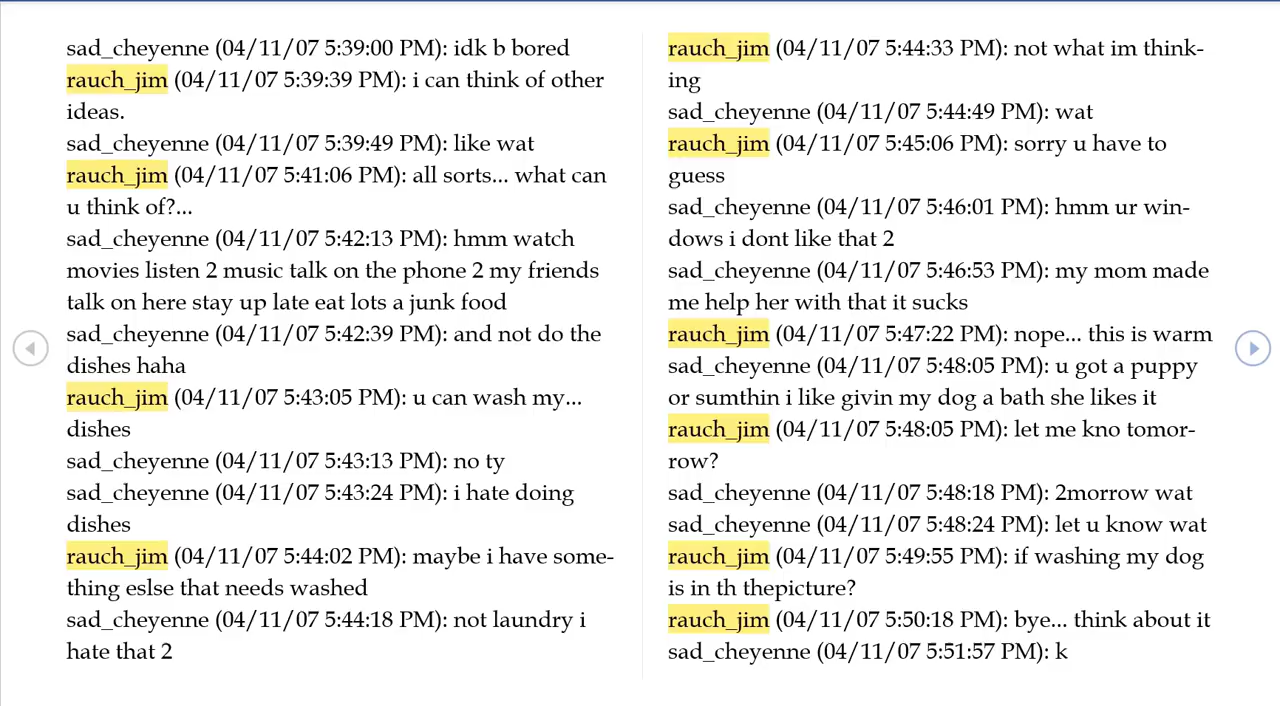 sad_cheyenne (04/11/07 5:39:00 PM): idk b bored
rauch_jim (04/11/07 5:39:39 PM): i can think of other
ideas.
sad_cheyenne (04/11/07 5:39:49 PM): like wat
rauch_jim (04/11/07 5:41:06 PM): all sorts... what can
u think of?...
sad_cheyenne (04/11/07 5:42:13 PM): hmm watch
movies listen 2 music talk on the phone 2 my friends
talk on here stay up late eat lots a junk food
sad_cheyenne (04/11/07 5:42:39 PM): and not do the
dishes haha
rauch_jim (04/11/07 5:43:05 PM): u can wash my...
dishes
sad_cheyenne (04/11/07 5:43:13 PM): no ty
sad_cheyenne (04/11/07 5:43:24 PM): i hate doing
dishes
rauch_jim (04/11/07 5:44:02 PM): maybe i have some-
thing eslse that needs washed
sad_cheyenne (04/11/07 5:44:18 PM): not laundry i
hate that 2
rauch_jim (04/11/07 5:44:33 PM): not what im think-
ing
sad_cheyenne (04/11/07 5:44:49 PM): wat
rauch_jim (04/11/07 5:45:06 PM): sorry u have to
guess
sad_cheyenne (04/11/07 5:46:01 PM): hmm ur win-
dows i dont like that 2
sad_cheyenne (04/11/07 5:46:53 PM): my mom made
me help her with that it sucks
rauch_jim (04/11/07 5:47:22 PM): nope... this is warm
sad_cheyenne (04/11/07 5:48:05 PM): u got a puppy
or sumthin i like givin my dog a bath she likes it
rauch_jim (04/11/07 5:48:05 PM): let me kno tomor-
row?
sad_cheyenne (04/11/07 5:48:18 PM): 2morrow wat
sad_cheyenne (04/11/07 5:48:24 PM): let u know wat
rauch_jim (04/11/07 5:49:55 PM): if washing my dog
is in th thepicture?
rauch_jim (04/11/07 5:50:18 PM): bye... think about it
sad_cheyenne (04/11/07 5:51:57 PM): k